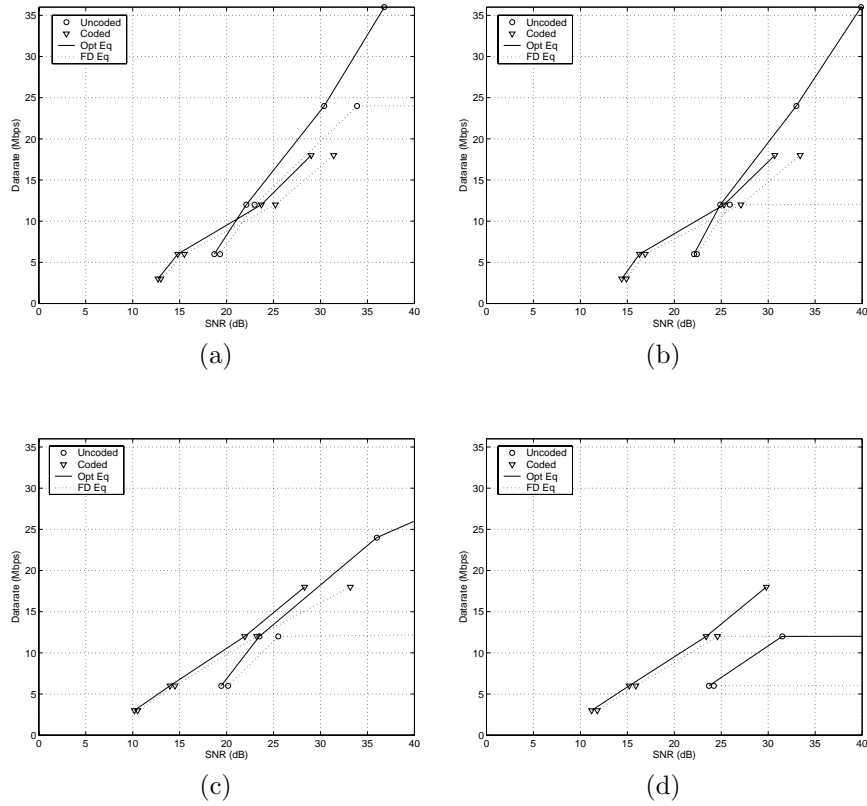 Uncoded
Coded
Opt Eq
FD Eq
Datarate (Mbps)
35
30
25
20
15
10
5
0
0 5 10 15 20 25 30 35 40
SNR (dB)
(a)
Uncoded
Coded
Opt Eq
FD Eq
Datarate (Mbps)
35
30
25
20
15
10
5
0
0 5 10 15 20 25 30 35 40
SNR (dB)
(b)
Uncoded
Coded
Opt Eq
FD Eq
Datarate (Mbps)
35
30
25
20
15
10
5
0
0 5 10 15 20 25 30 35 40
SNR (dB)
(c)
Uncoded
Coded
Opt Eq
FD Eq
Datarate (Mbps)
35
30
25
20
15
10
5
0
0 5 10 15 20 25 30 35 40
SNR (dB)
(d)